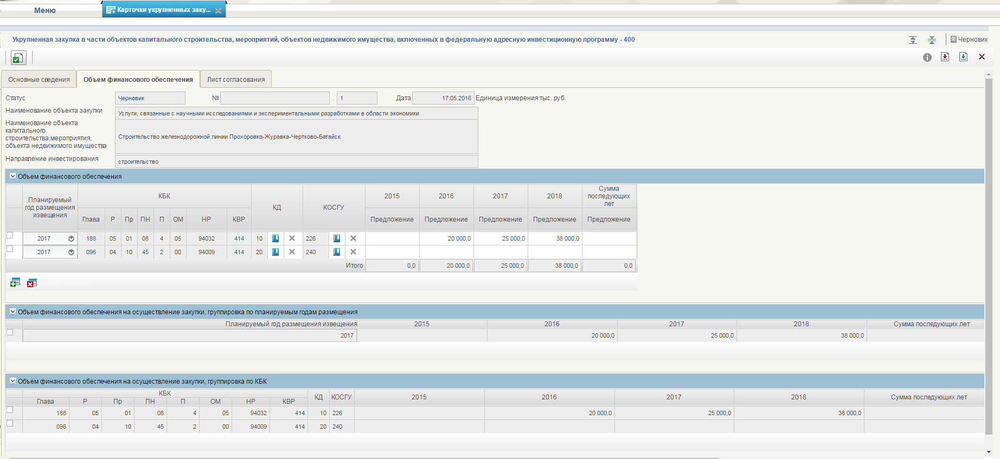 Меню
Карточки укрупненных заку...
Укрупненная закупка в части объектов капитального строительства, мероприятий, объектов недвижимого имущества, включенных в федеральную адресную инвестиционную программу - 400
Черновик
Основные сведения
Объем финансового обеспечения
Лист согласования
Статус Черновик № . 1 Дата 17.05.2016 Единица измерения тыс. руб.
Наименование объекта закупки Услуги, связанные с научными исследованиями и экспериментальными разработками в области экономики
Наименование объекта
капитального
строительства,мероприятия,
объекта недвижимого имущества
Строительство железнодорожной линии Прохоровка-Журавка-Чертково-Батайск
Направление инвестирования строительство
Объем финансового обеспечения
Планируемый
год размещения
извещения
КБК
КД КОСГУ 2015 2016 2017 2018
Сумма
последующих
лет
Глава Р Пр ПН П ОМ НР КВР Предложение Предложение Предложение Предложение Предложение
2017 188 05 01 08 4 05 94032 414 10 226 20 000,0 25 000,0 38 000,0
2017 096 04 10 45 2 00 94009 414 20 240
Итого 0,0 20 000,0 25 000,0 38 000,0 0,0
Объем финансового обеспечения на осуществление закупки, группировка по планируемым годам размещения
Планируемый год размещения извещения 2015 2016 2017 2018 Сумма последующих лет
2017 20 000,0 25 000,0 38 000,0
Объем финансового обеспечения на осуществление закупки, группировка по КБК
КБК КД КОСГУ 2015 2016 2017 2018 Сумма последующих лет
Глава Р Пр ПН П ОМ НР КВР
188 05 01 08 4 05 94032 414 10 226 20 000,0 25 000,0 38 000,0
096 04 10 45 2 00 94009 414 20 240